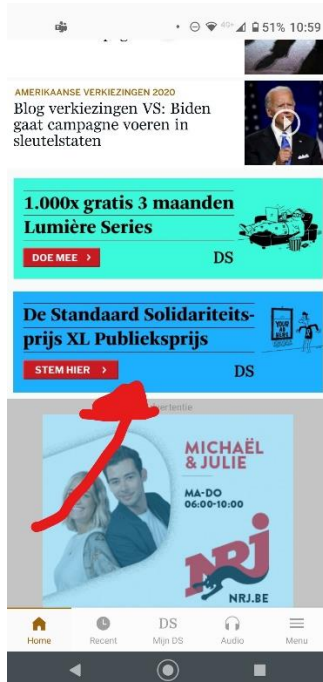 51% 10:59
AMERIKAANSE VERKIEZINGEN 2020
Blog verkiezingen VS: Biden
gaat campagne voeren in
sleutelstaten
1.000x gratis 3 maanden
Lumière Series
DOE MEE >
DS
De Standaard Solidariteits-
prijs XL Publieksprijs
STEM HIER >
DS
MICHAËL
& JULIE
MA-DO
06:00-10:00
NRJ
NRJ.BE
DS
Home Recent Mijn DS Audio Menu